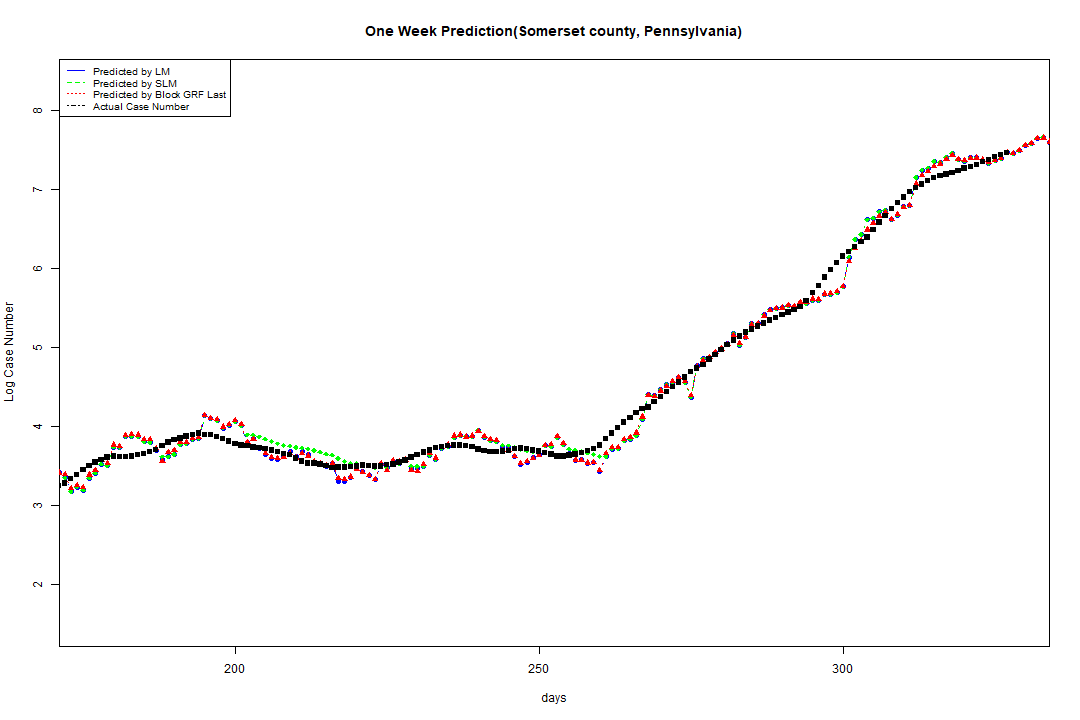 One Week Prediction(Somerset county, Pennsylvania)
Predicted by LM
Predicted by SLM
Predicted by Block GRF Last
Actual Case Number
8
7
6
5
4
3
2
Log Case Number
200
250
300
days